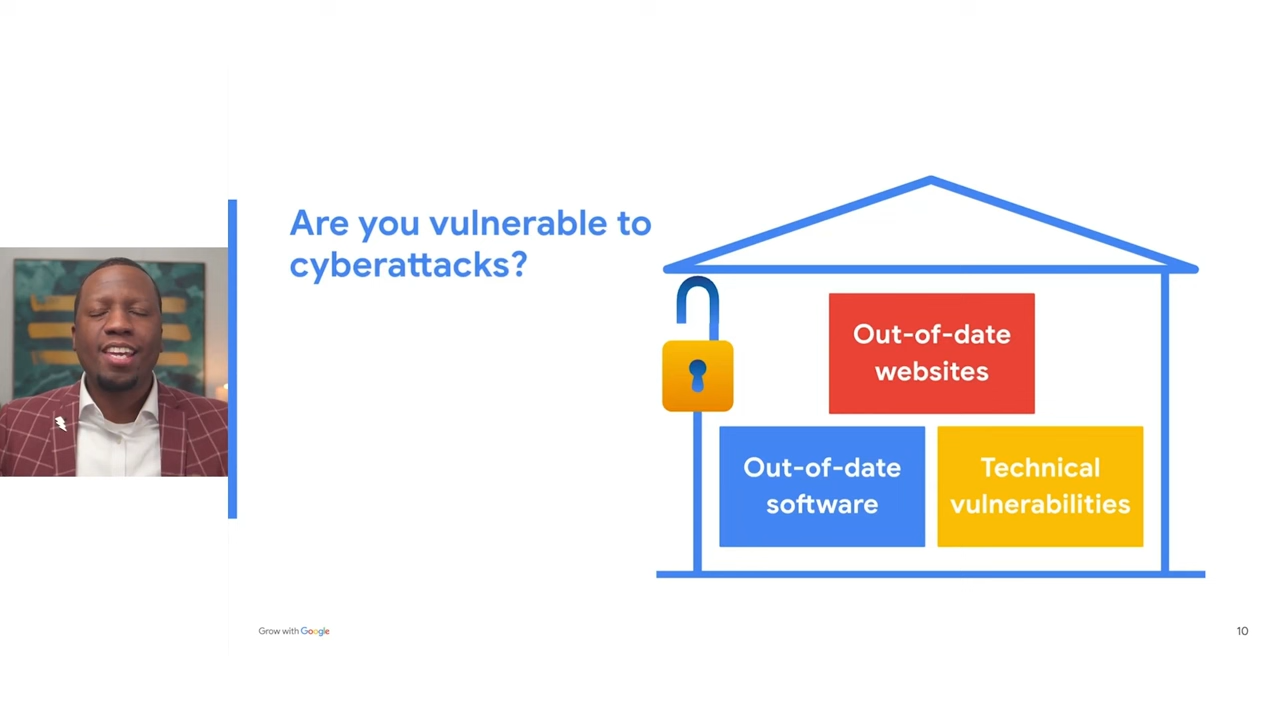 Are you vulnerable to
cyberattacks?
Out-of-date
websites
Out-of-date
software
Technical
vulnerabilities
Grow with Google
10